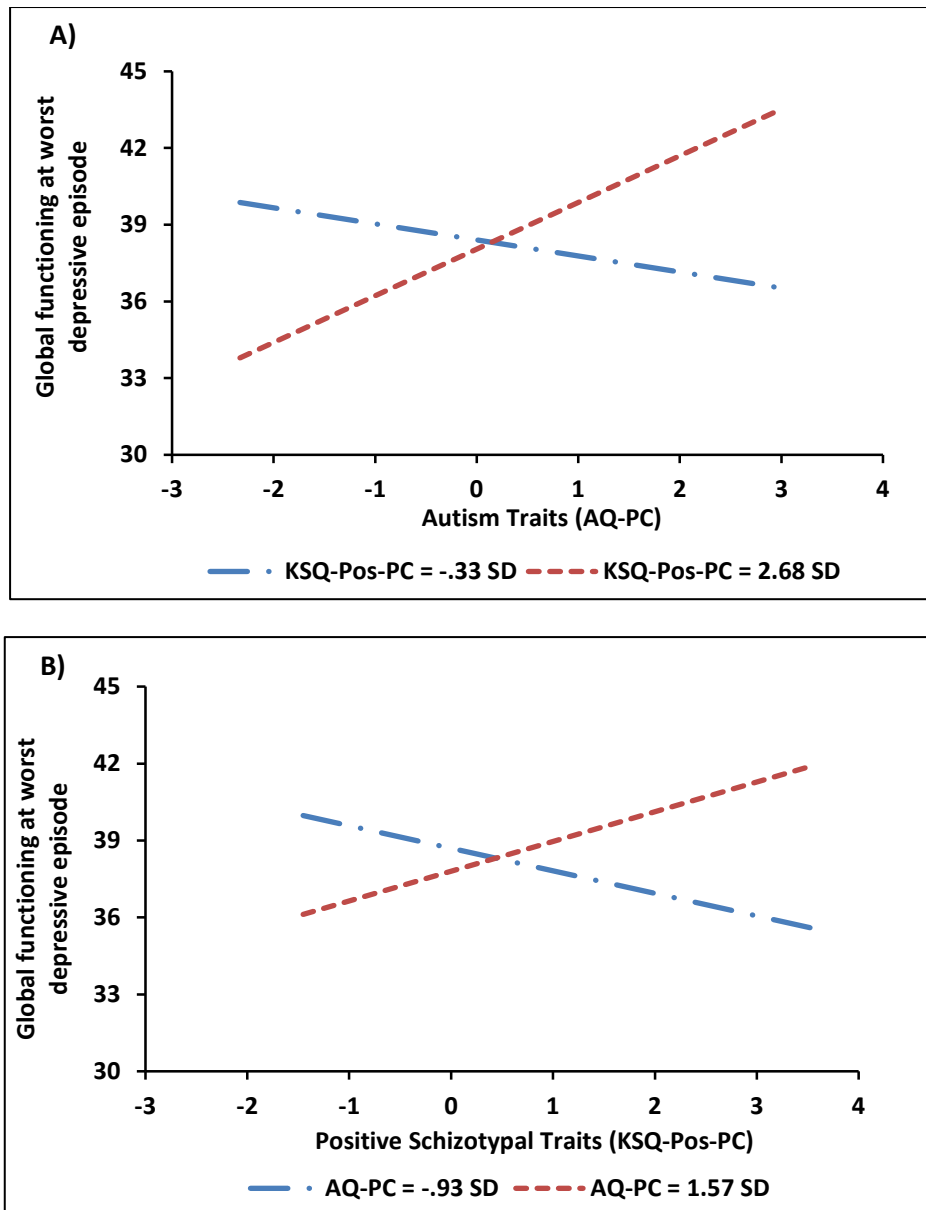 A)
Global functioning at worst
depressive episode
45
42
39
36
33
30
-3 -2 -1 0 1 2 3 4
Autism Traits (AQ-PC)
KSQ-Pos-PC = -.33 SD KSQ-Pos-PC = 2.68 SD
B)
Global functioning at worst
depressive episode
45
42
39
36
33
30
-3 -2 -1 0 1 2 3 4
Positive Schizotypal Traits (KSQ-Pos-PC)
AQ-PC = -.93 SD AQ-PC = 1.57 SD